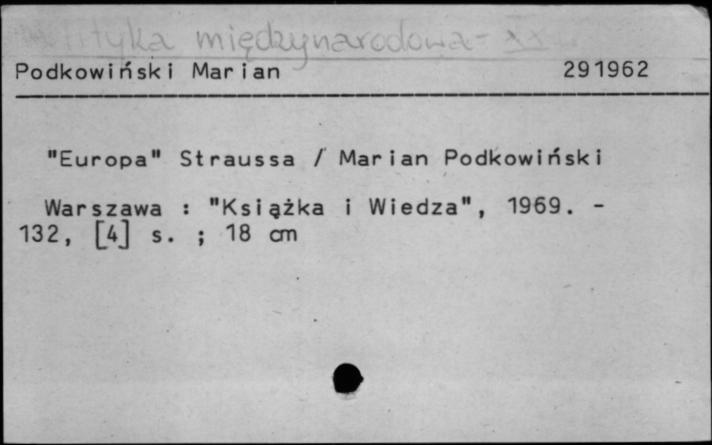 Polityka międzynarodowa - XX
Podkowiński Marian 291962
"Europa" Straussa / Marian Podkowiński
Warszawa : "Książka i Wiedza", 1969. -
132, [4] s. ; 18 cm